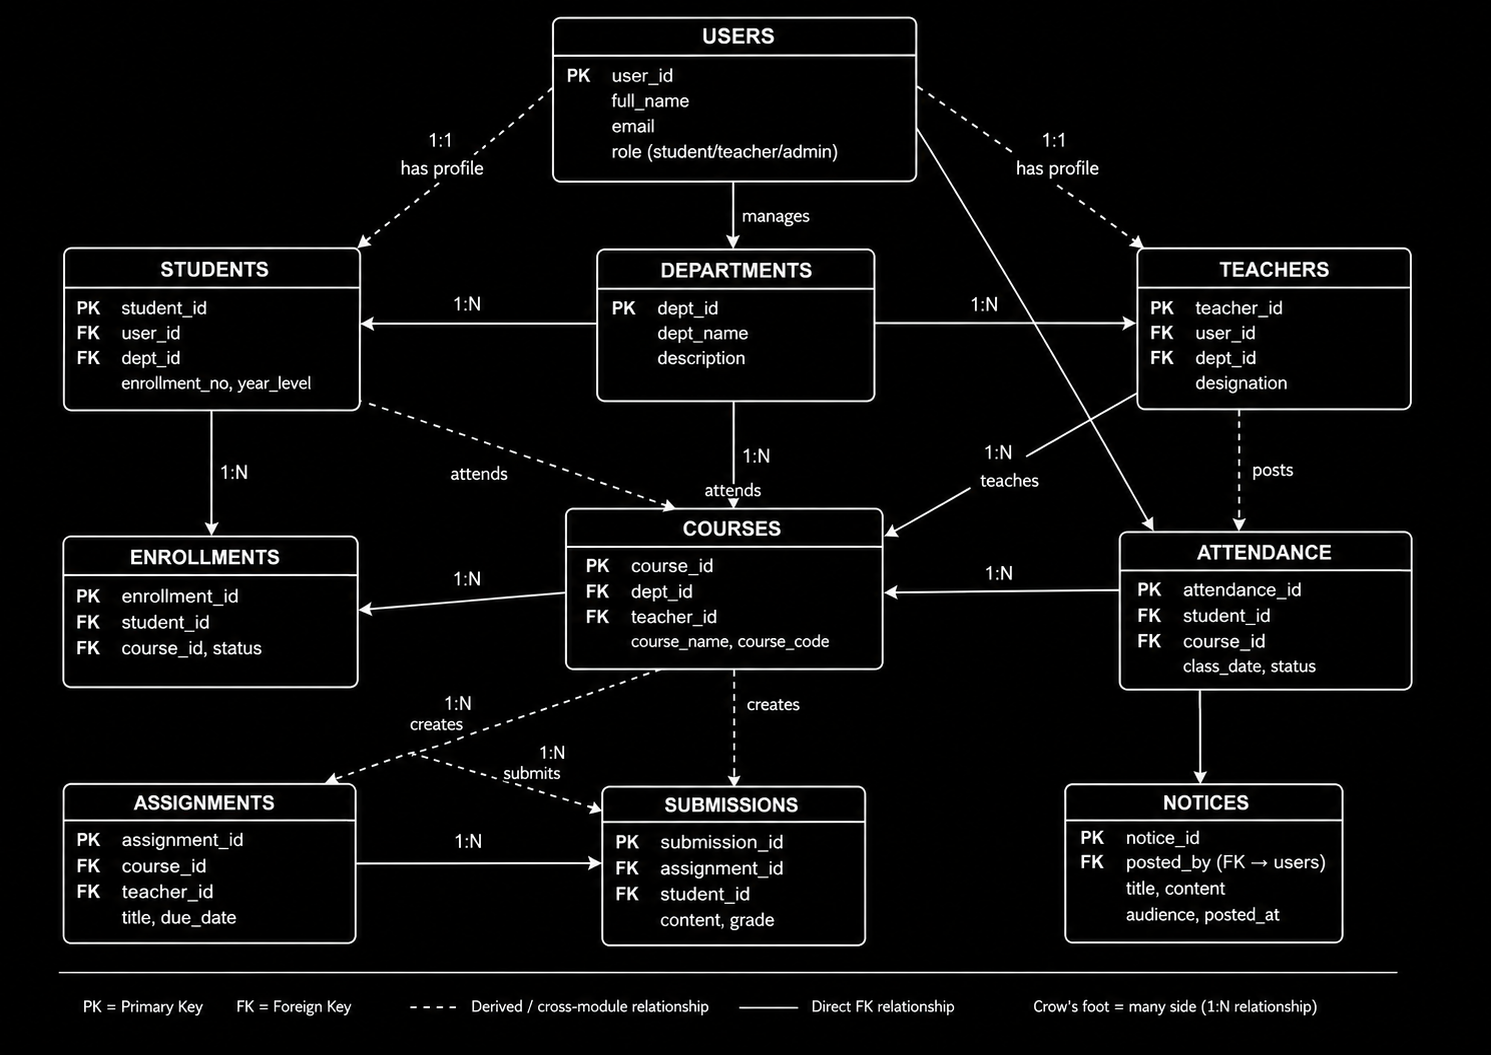 USERS
PK user_id
full_name
email
role (student/teacher/admin)
1:1
has profile
1:1
has profile
manages
STUDENTS
PK student_id
FK user_id
FK dept_id
enrollment_no, year_level
1:N
DEPARTMENTS
PK dept_id
dept_name
description
1:N
TEACHERS
PK teacher_id
FK user_id
FK dept_id
designation
1:N
attends
1:N
attends
1:N
teaches
posts
ENROLLMENTS
PK enrollment_id
FK student_id
FK course_id, status
1:N
COURSES
PK course_id
FK dept_id
FK teacher_id
course_name, course_code
1:N
ATTENDANCE
PK attendance_id
FK student_id
FK course_id
class_date, status
1:N
creates
creates
1:N
submits
ASSIGNMENTS
PK assignment_id
FK course_id
FK teacher_id
title, due_date
1:N
SUBMISSIONS
PK submission_id
FK assignment_id
FK student_id
content, grade
NOTICES
PK notice_id
FK posted_by (FK → users)
title, content
audience, posted_at
PK = Primary Key FK = Foreign Key Derived / cross-module relationship Direct FK relationship Crow's foot = many side (1:N relationship)